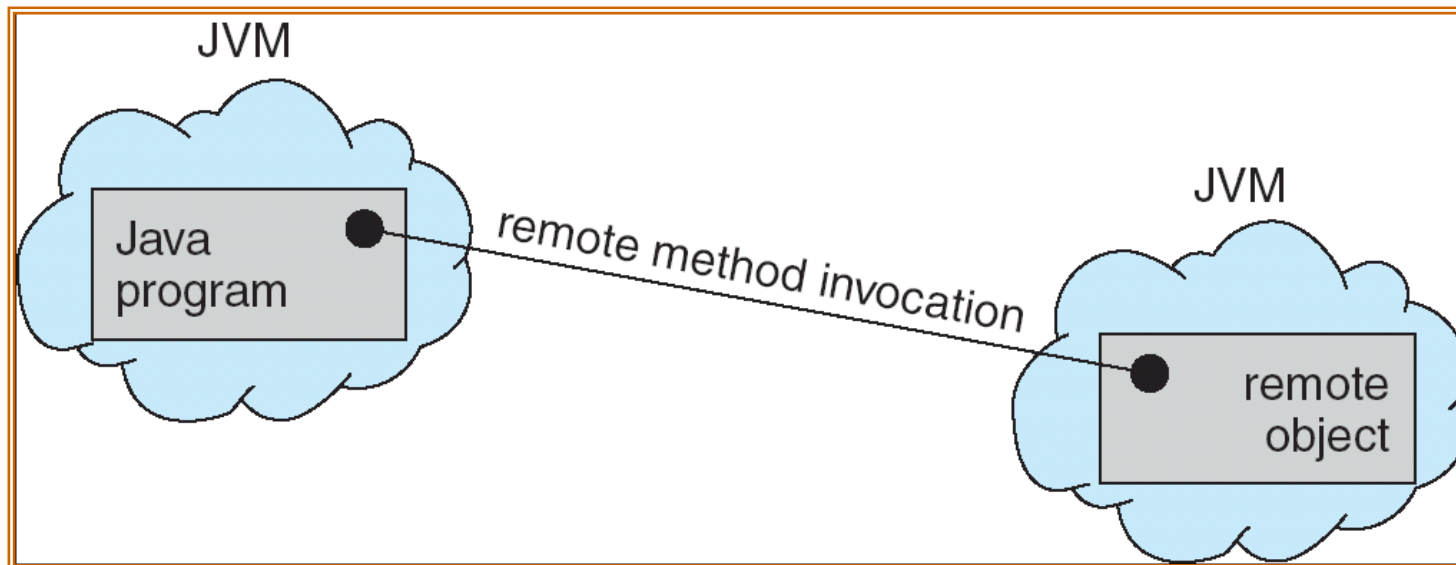 JVM
Java
program
remote method invocation
JVM
remote
object